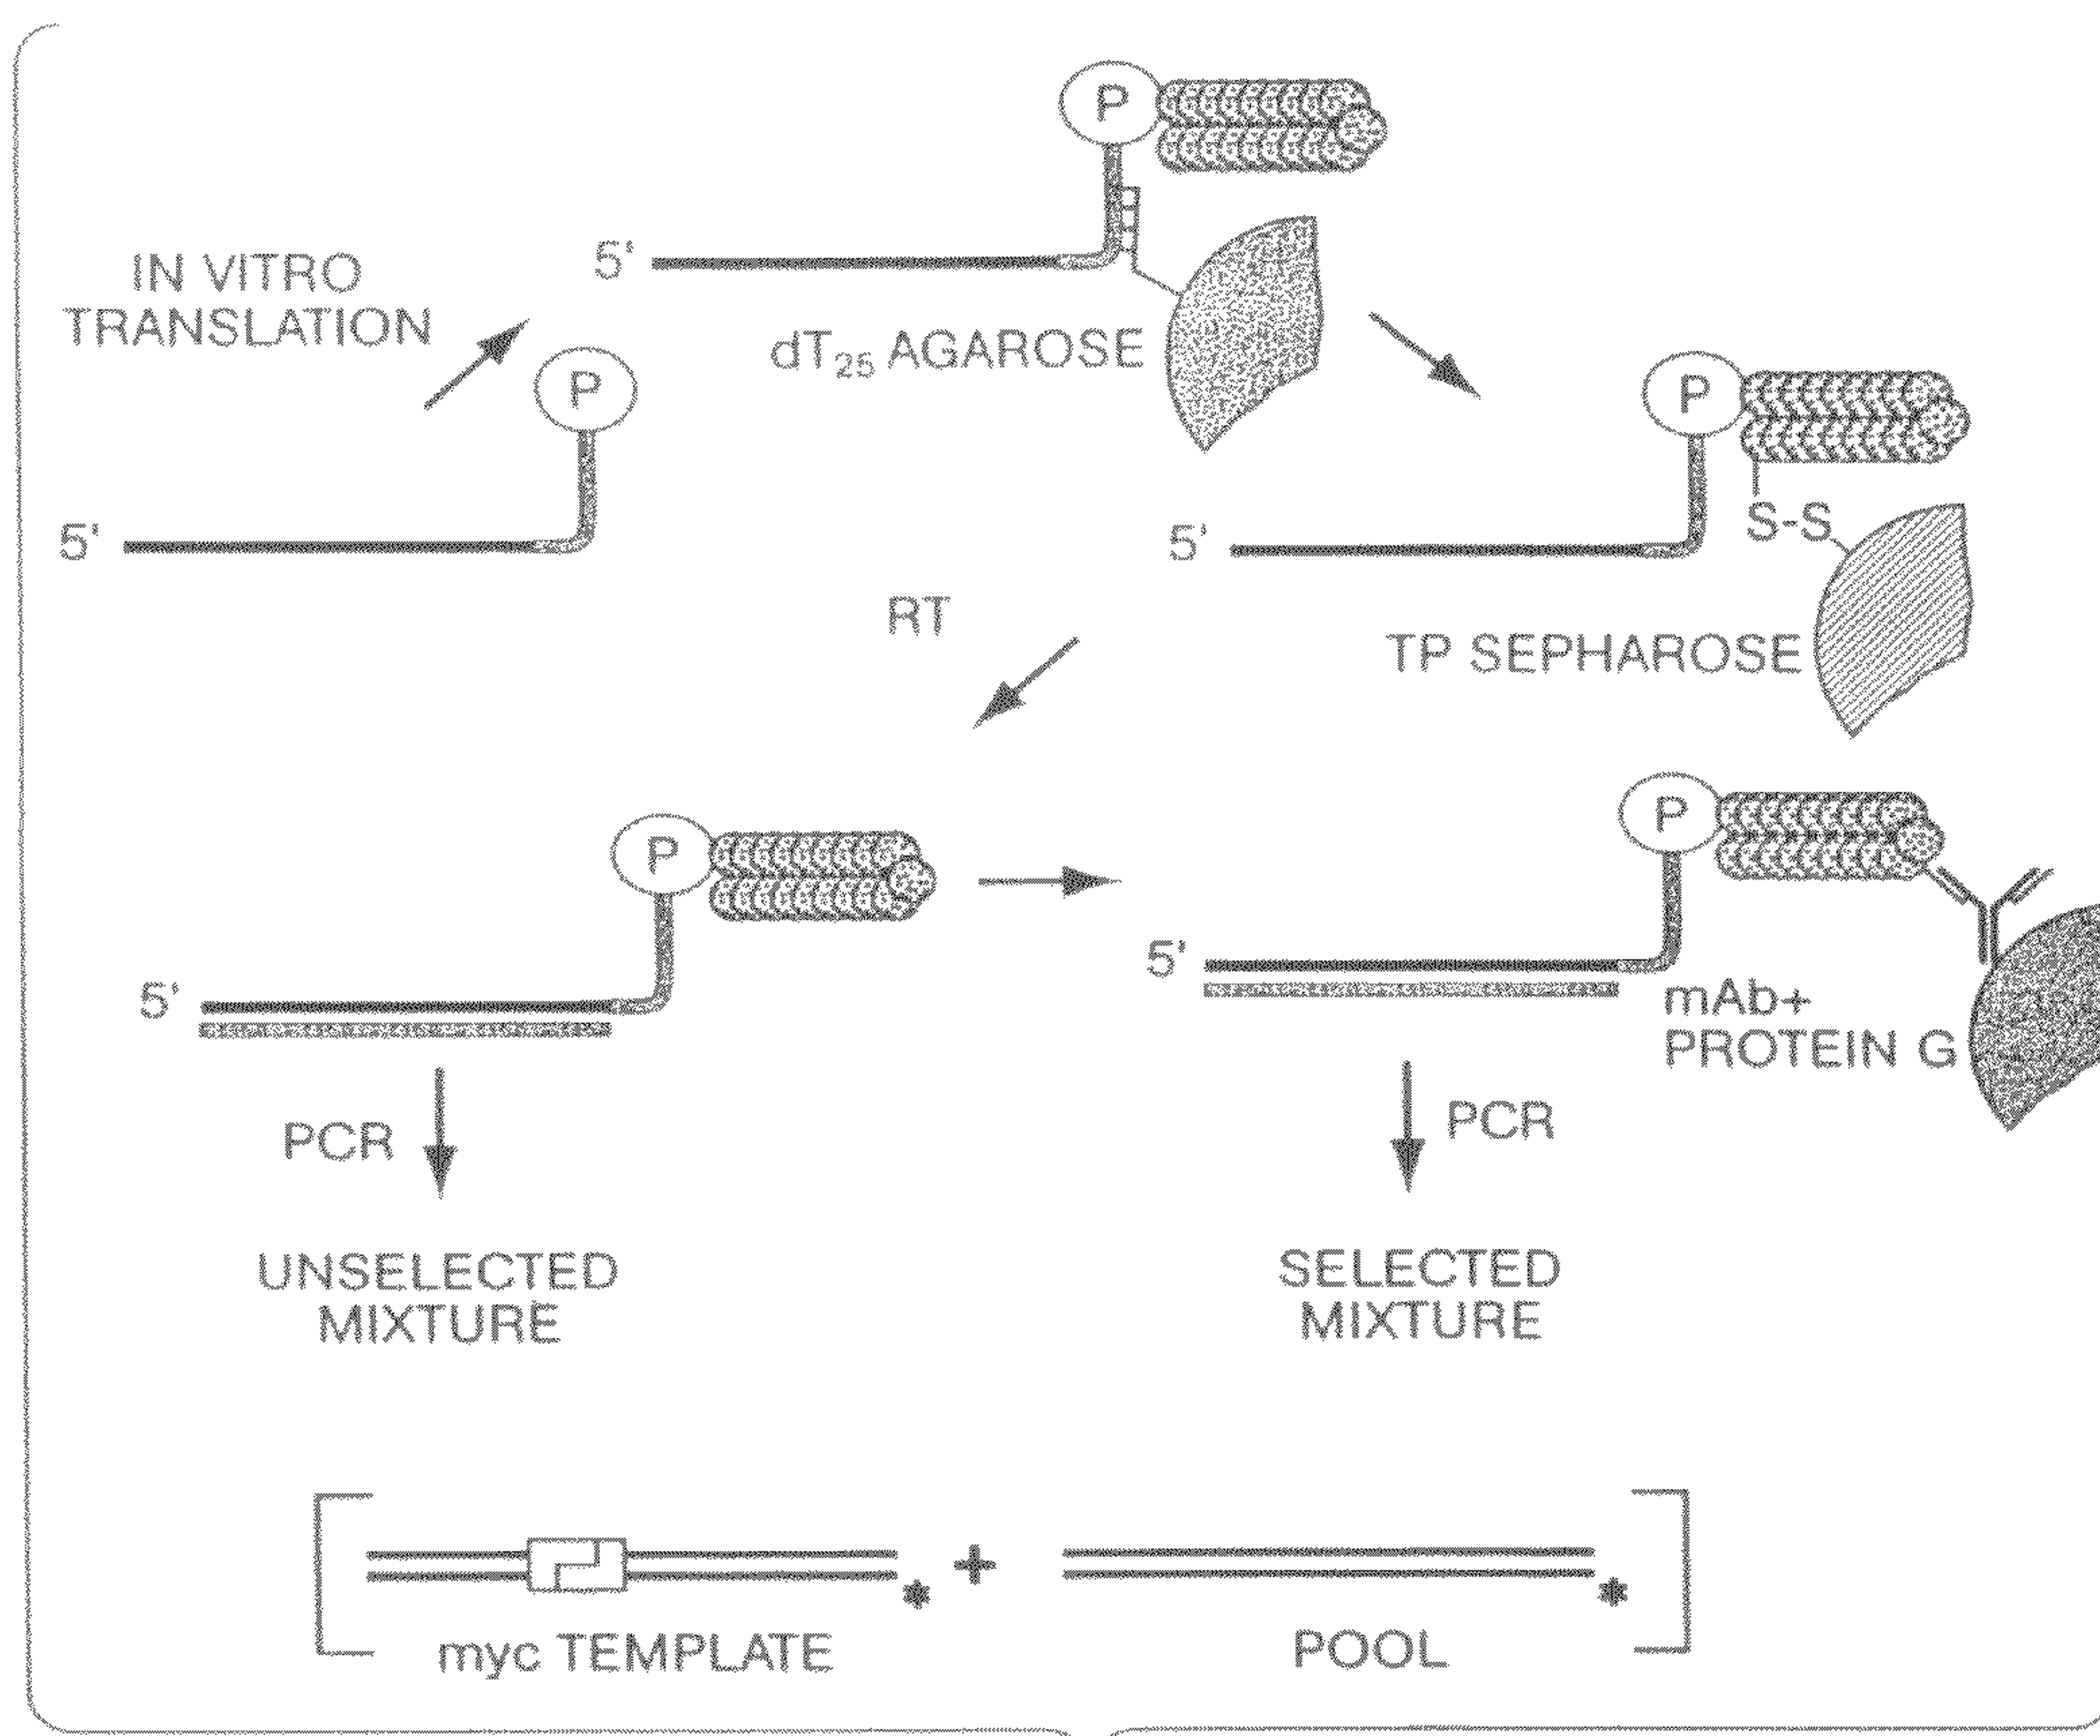 P
IN VITRO
TRANSLATION
5'
dT₂₅ AGAROSE
P
5'
P
S-S
5'
RT
TP SEPHAROSE
P
5'
P
5'
mAb+
PROTEIN G
PCR
PCR
UNSELECTED
MIXTURE
SELECTED
MIXTURE
* + *
myc TEMPLATE
POOL